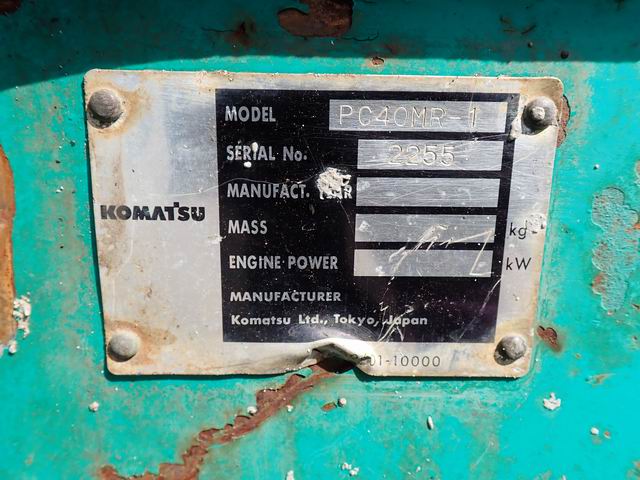 MODEL PC40MR-1
SERIAL No. 2255
MANUFACT.
MASS kg
KOMATSU
ENGINE POWER kW
MANUFACTURER
Komatsu Ltd., Tokyo, Japan
01-10000